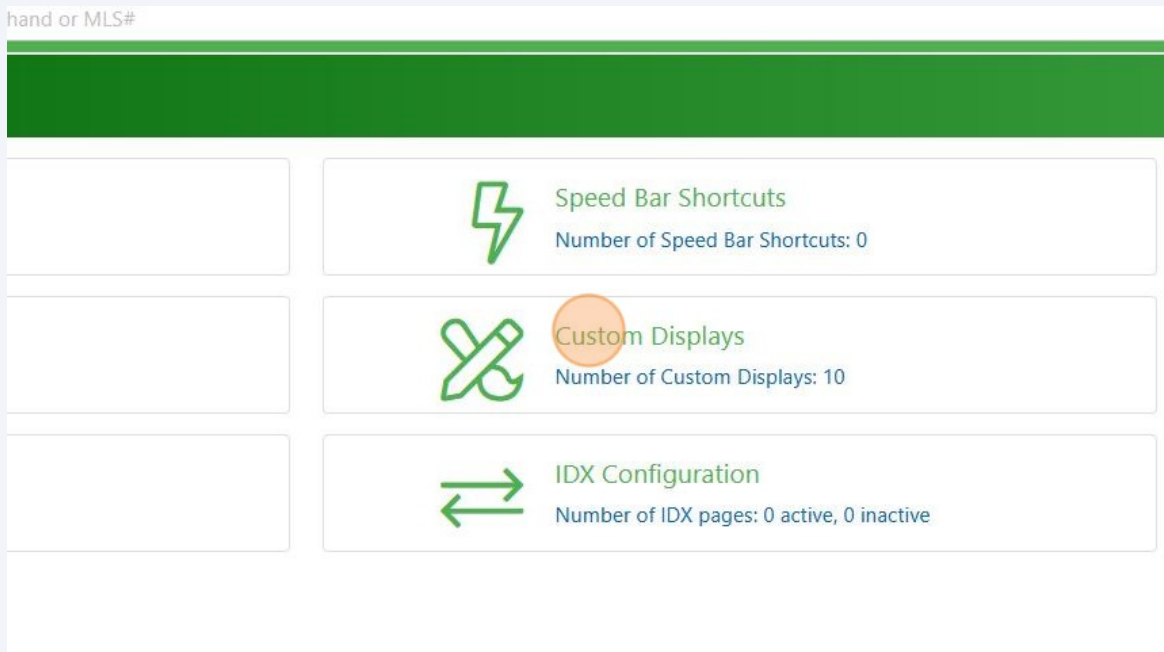 hand or MLS#
Speed Bar Shortcuts
Number of Speed Bar Shortcuts: 0
Custom Displays
Number of Custom Displays: 10
IDX Configuration
Number of IDX pages: 0 active, 0 inactive